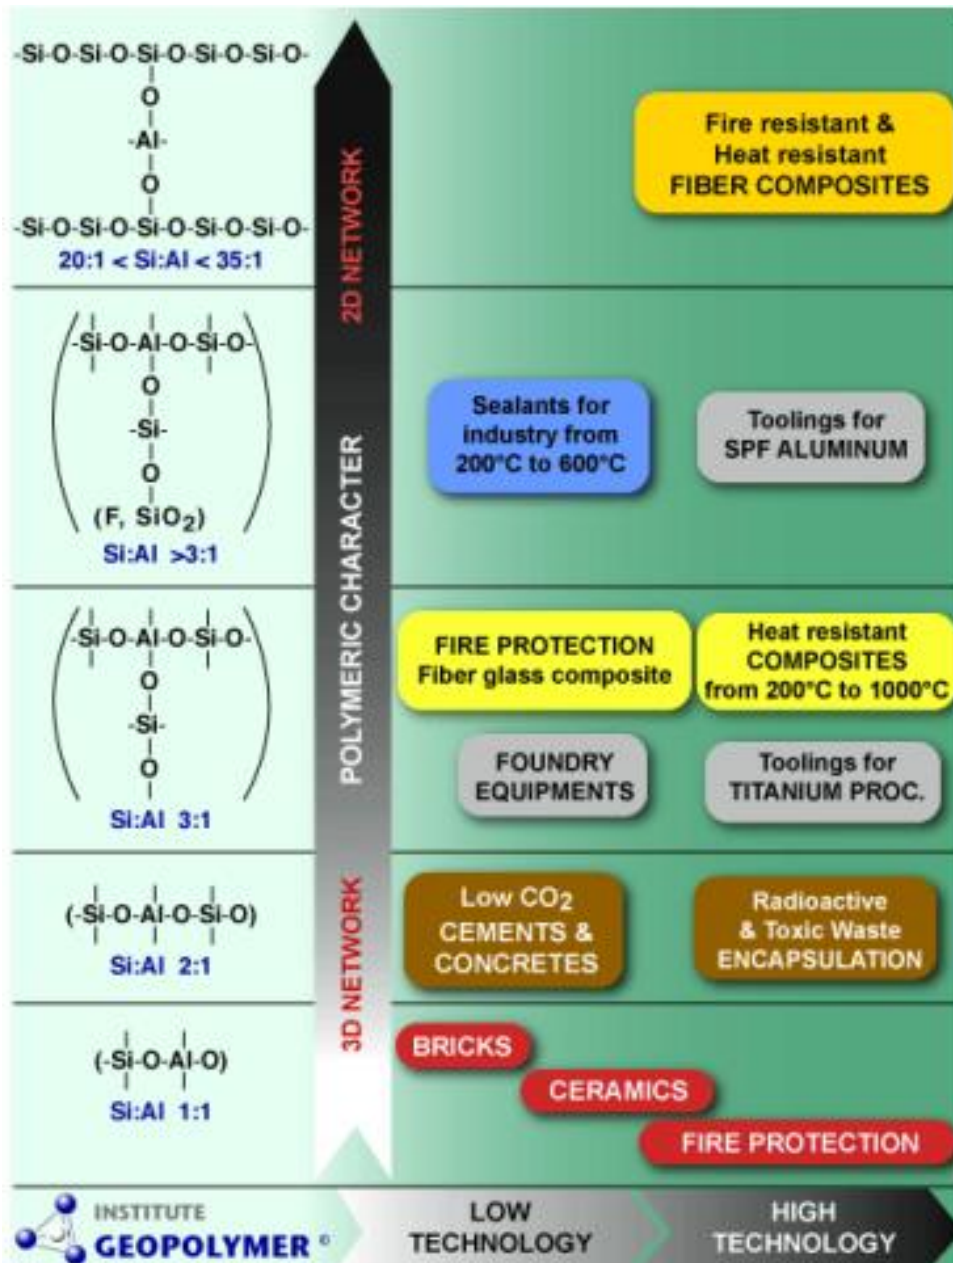 -Si-O-Si-O-Si-O-Si-O-Si-O-
O
-Al-
O
-Si-O-Si-O-Si-O-Si-O-Si-O-
20:1 < Si:Al < 35:1
Fire resistant &
Heat resistant
FIBER COMPOSITES
2D NETWORK
-Si-O-Al-O-Si-O-
O
-Si-
O
(F, SiO2)
Si:Al >3:1
Sealants for
industry from
200°C to 600°C
Toolings for
SPF ALUMINUM
POLYMERIC CHARACTER
-Si-O-Al-O-Si-O-
O
-Si-
O
Si:Al 3:1
FIRE PROTECTION
Fiber glass composite
Heat resistant
COMPOSITES
from 200°C to 1000°C
FOUNDRY
EQUIPMENTS
Toolings for
TITANIUM PROC.
3D NETWORK
(-Si-O-Al-O-Si-O)
Si:Al 2:1
Low CO2
CEMENTS &
CONCRETES
Radioactive
& Toxic Waste
ENCAPSULATION
(-Si-O-Al-O)
Si:Al 1:1
BRICKS
CERAMICS
FIRE PROTECTION
INSTITUTE
GEOPOLYMER ©
LOW
TECHNOLOGY
HIGH
TECHNOLOGY